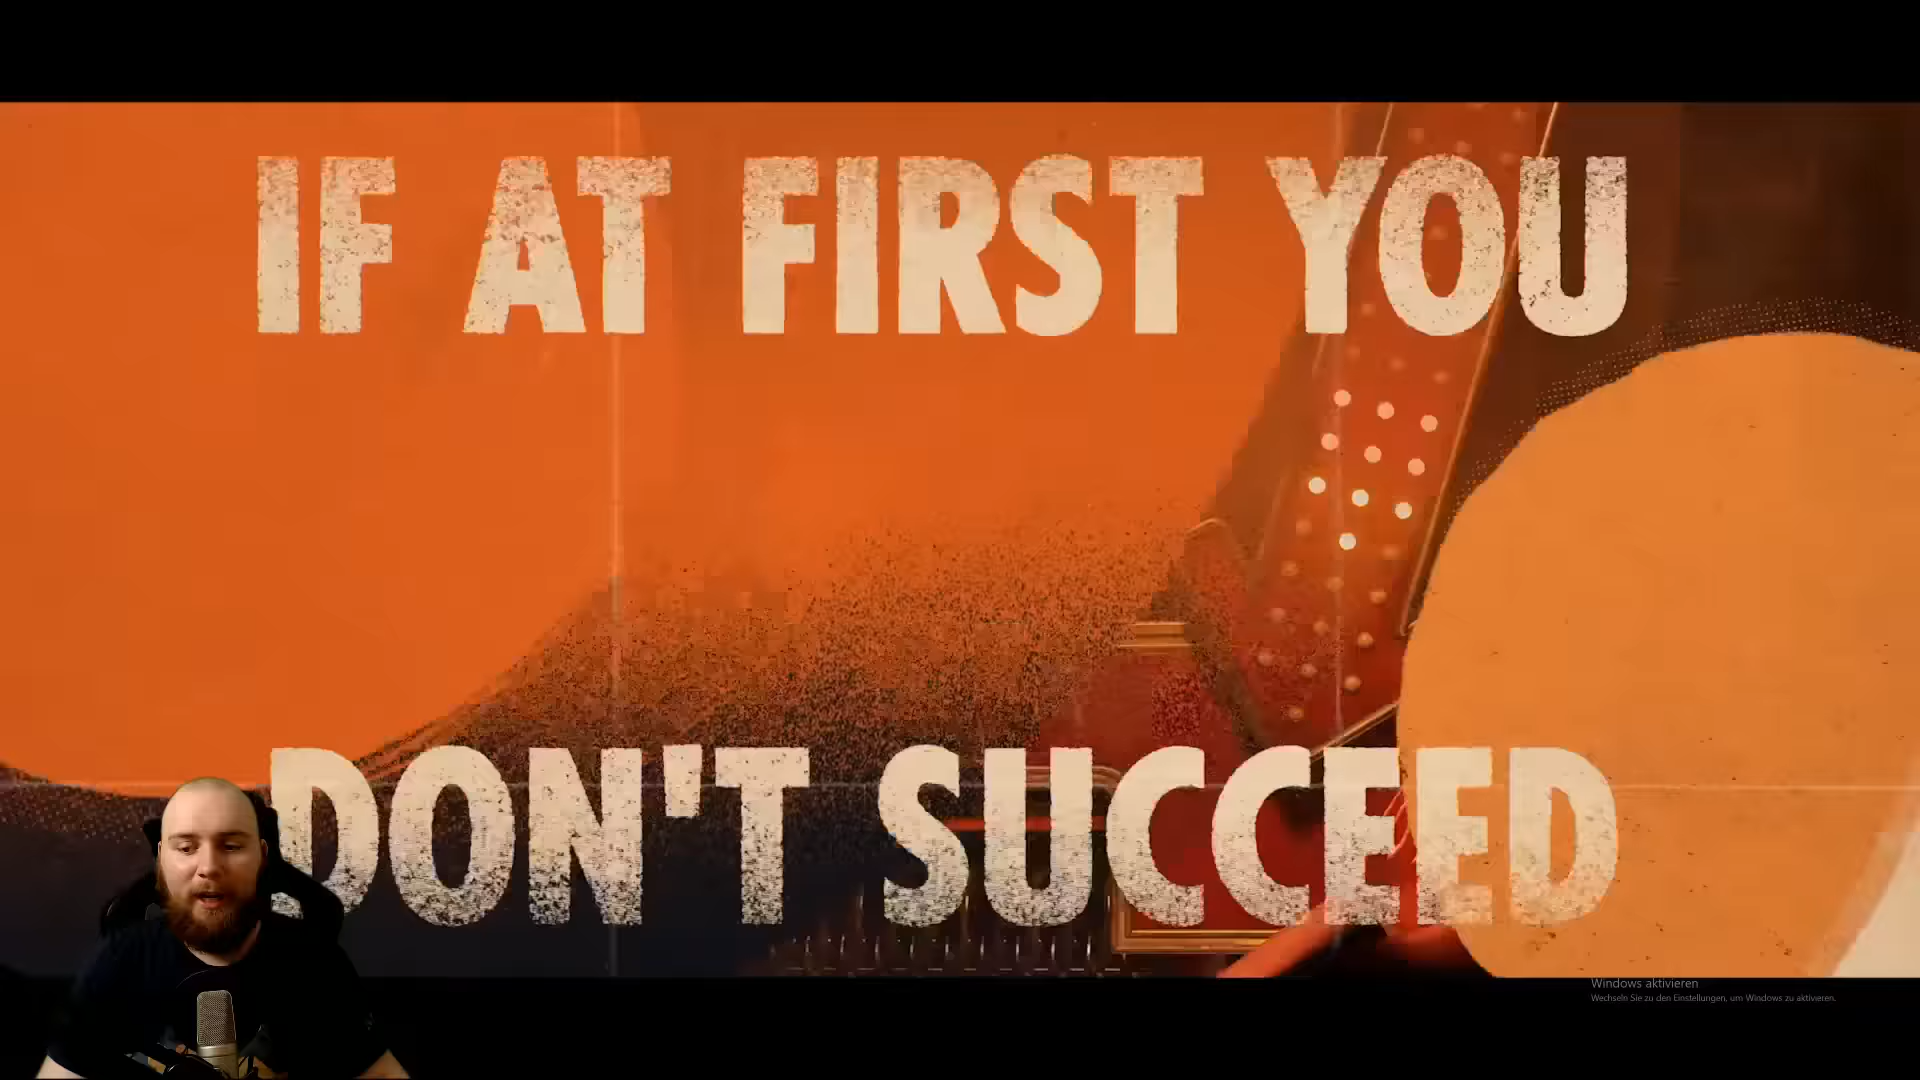 IF AT FIRST YOU
DON'T SUCCEED
Windows aktivieren
Wechseln Sie zu den Einstellungen, um Windows zu aktivieren.